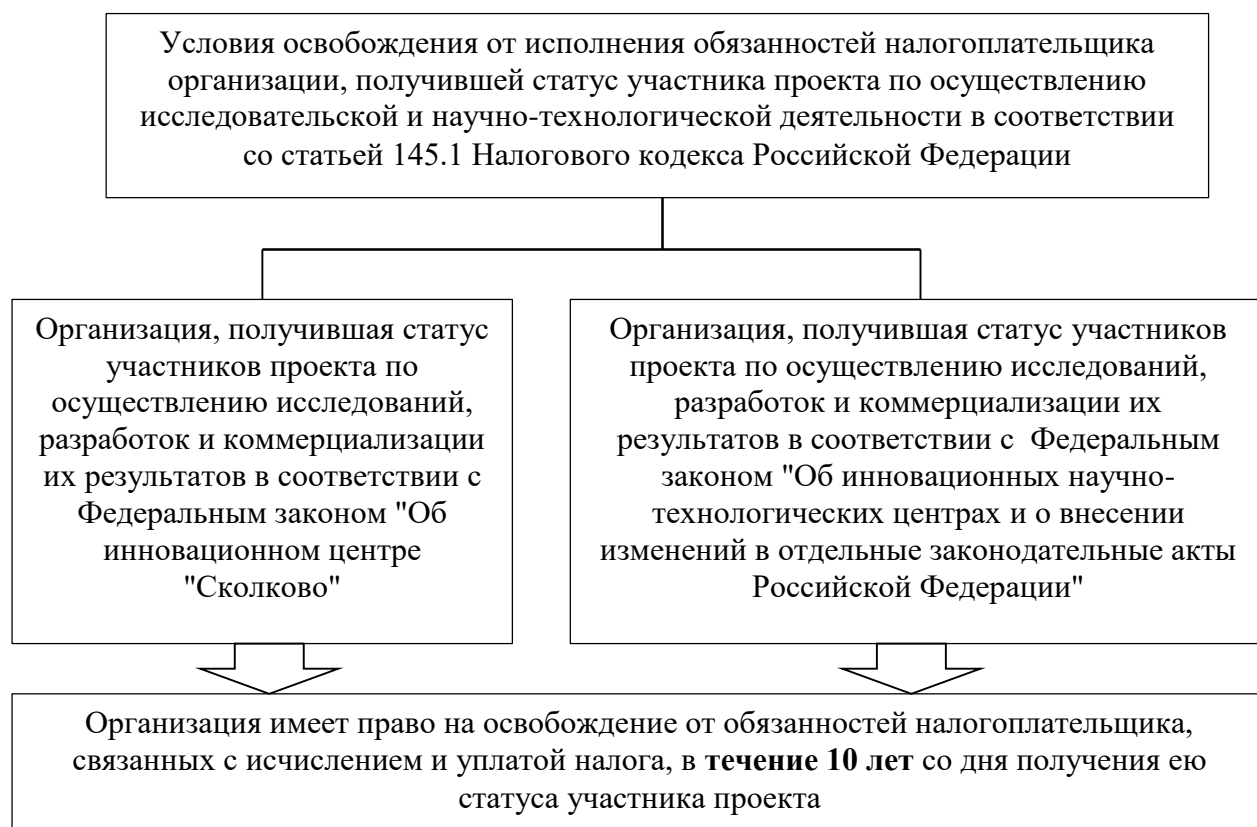 Условия освобождения от исполнения обязанностей налогоплательщика
организации, получившей статус участника проекта по осуществлению
исследовательской и научно-технологической деятельности в соответствии
со статьей 145.1 Налогового кодекса Российской Федерации
Организация, получившая статус
участников проекта по
осуществлению исследований,
разработок и коммерциализации
их результатов в соответствии с
Федеральным законом "Об
инновационном центре
"Сколково"
Организация, получившая статус участников
проекта по осуществлению исследований,
разработок и коммерциализации их
результатов в соответствии с  Федеральным
законом "Об инновационных научно-
технологических центрах и о внесении
изменений в отдельные законодательные акты
Российской Федерации"
Организация имеет право на освобождение от обязанностей налогоплательщика,
связанных с исчислением и уплатой налога, в течение 10 лет со дня получения ею
статуса участника проекта